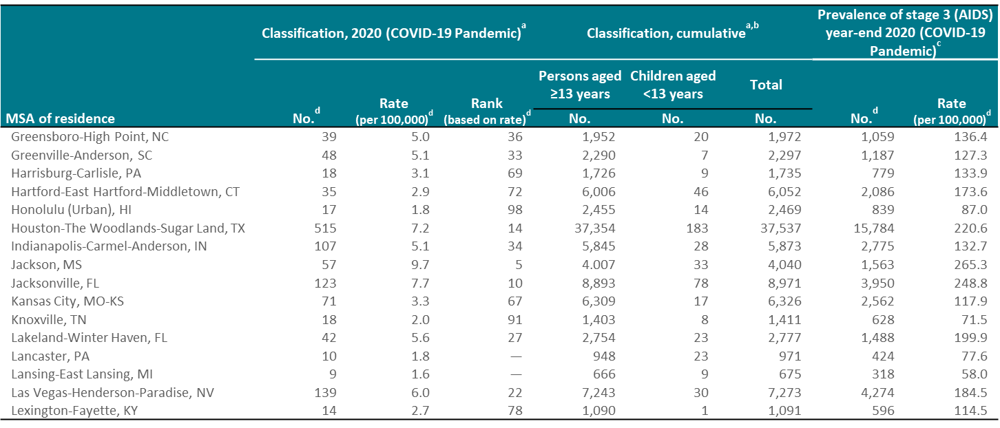 Classification, 2020 (COVID-19 Pandemic)a
Classification, cumulativea,b
Prevalence of stage 3 (AIDS)
year-end 2020 (COVID-19
Pandemic)c
Persons aged
≥13 years
Children aged
<13 years
Total
MSA of residence No.d Rate (per 100,000)d Rank (based on rate)d No. No. No. No.d Rate (per 100,000)d
Greensboro-High Point, NC 39 5.0 36 1,952 20 1,972 1,059 136.4
Greenville-Anderson, SC 48 5.1 33 2,290 7 2,297 1,187 127.3
Harrisburg-Carlisle, PA 18 3.1 69 1,726 9 1,735 779 133.9
Hartford-East Hartford-Middletown, CT 35 2.9 72 6,006 46 6,052 2,086 173.6
Honolulu (Urban), HI 17 1.8 98 2,455 14 2,469 839 87.0
Houston-The Woodlands-Sugar Land, TX 515 7.2 14 37,354 183 37,537 15,784 220.6
Indianapolis-Carmel-Anderson, IN 107 5.1 34 5,845 28 5,873 2,775 132.7
Jackson, MS 57 9.7 5 4.007 33 4,040 1,563 265.3
Jacksonville, FL 123 7.7 10 8,893 78 8,971 3,950 248.8
Kansas City, MO-KS 71 3.3 67 6,309 17 6,326 2,562 117.9
Knoxville, TN 18 2.0 91 1,403 8 1,411 628 71.5
Lakeland-Winter Haven, FL 42 5.6 27 2,754 23 2,777 1,488 199.9
Lancaster, PA 10 1.8 — 948 23 971 424 77.6
Lansing-East Lansing, MI 9 1.6 — 666 9 675 318 58.0
Las Vegas-Henderson-Paradise, NV 139 6.0 22 7,243 30 7,273 4,274 184.5
Lexington-Fayette, KY 14 2.7 78 1,090 1 1,091 596 114.5